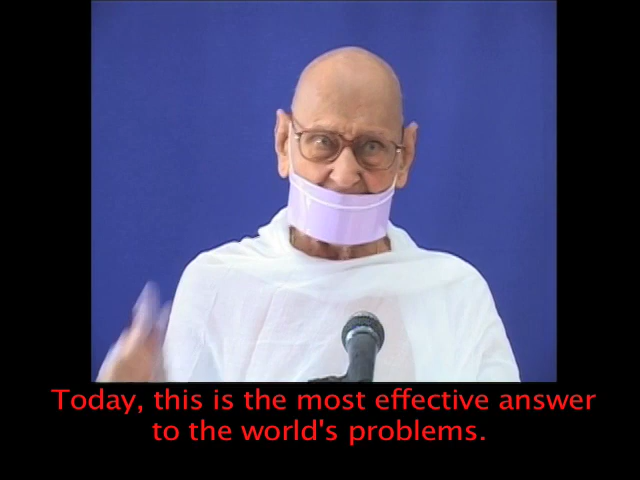 Today, this is the most effective answer
to the world's problems.